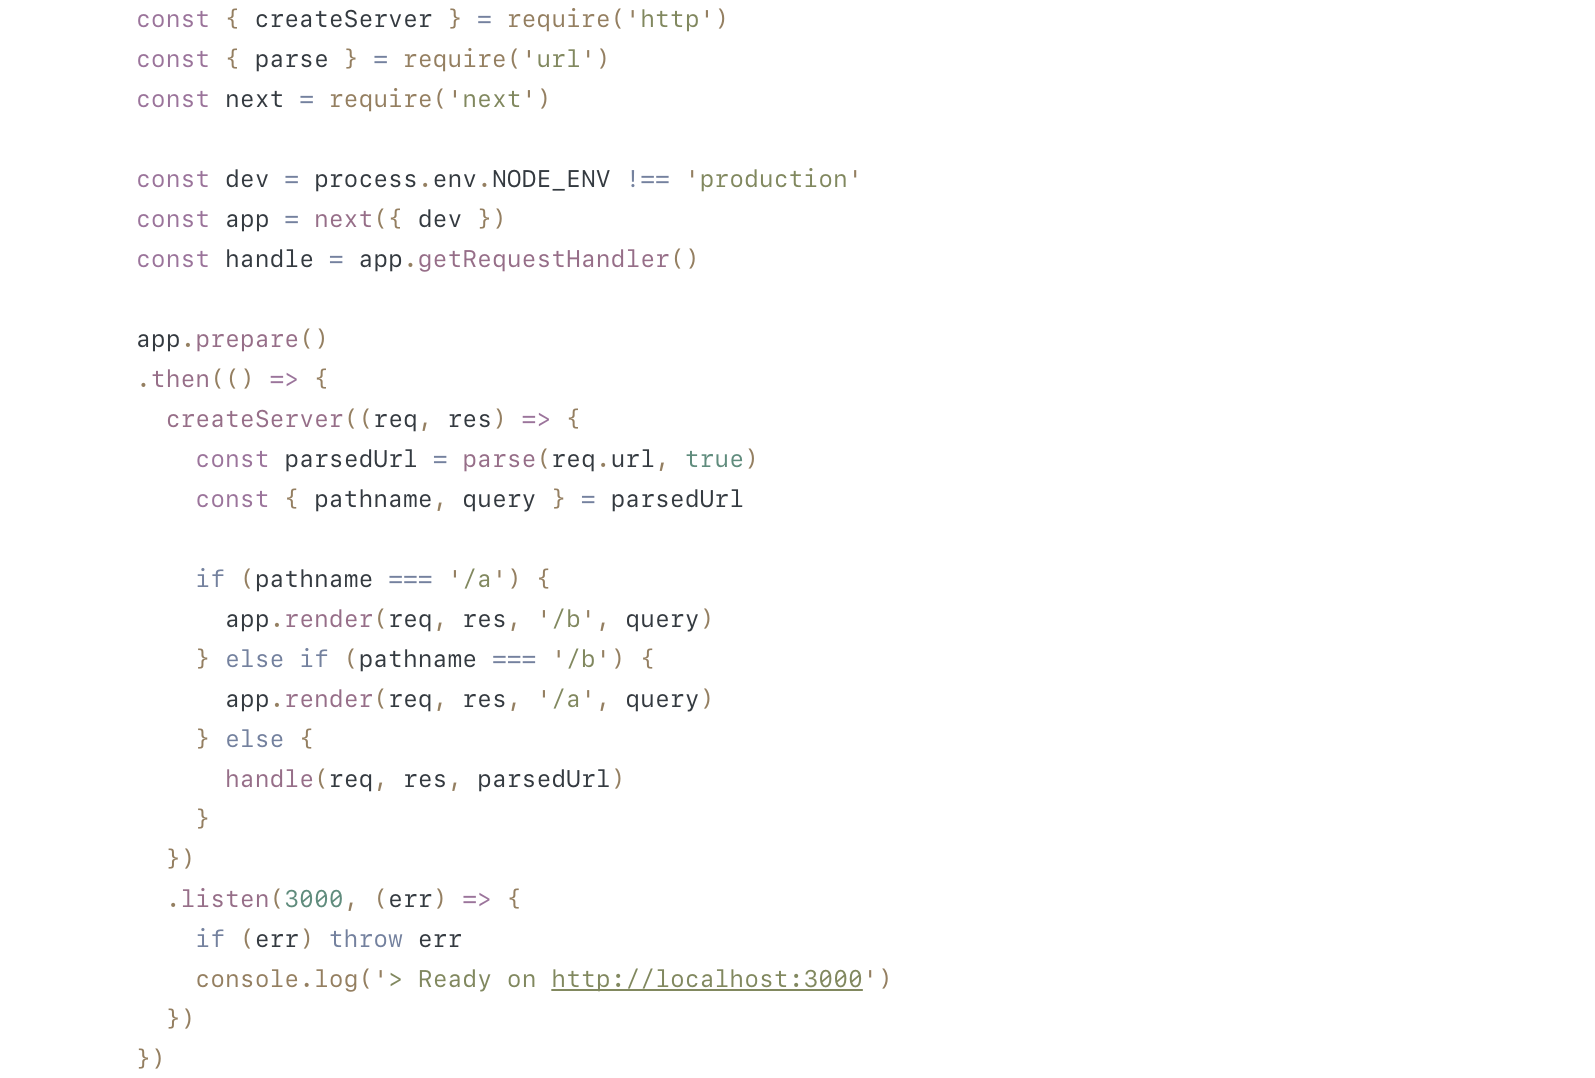 const { createServer } = require('http')
const { parse } = require('url')
const next = require('next')

const dev = process.env.NODE_ENV !== 'production'
const app = next({ dev })
const handle = app.getRequestHandler()

app.prepare()
.then(() => {
  createServer((req, res) => {
    const parsedUrl = parse(req.url, true)
    const { pathname, query } = parsedUrl

    if (pathname === '/a') {
      app.render(req, res, '/b', query)
    } else if (pathname === '/b') {
      app.render(req, res, '/a', query)
    } else {
      handle(req, res, parsedUrl)
    }
  })
  .listen(3000, (err) => {
    if (err) throw err
    console.log('> Ready on http://localhost:3000')
  })
})